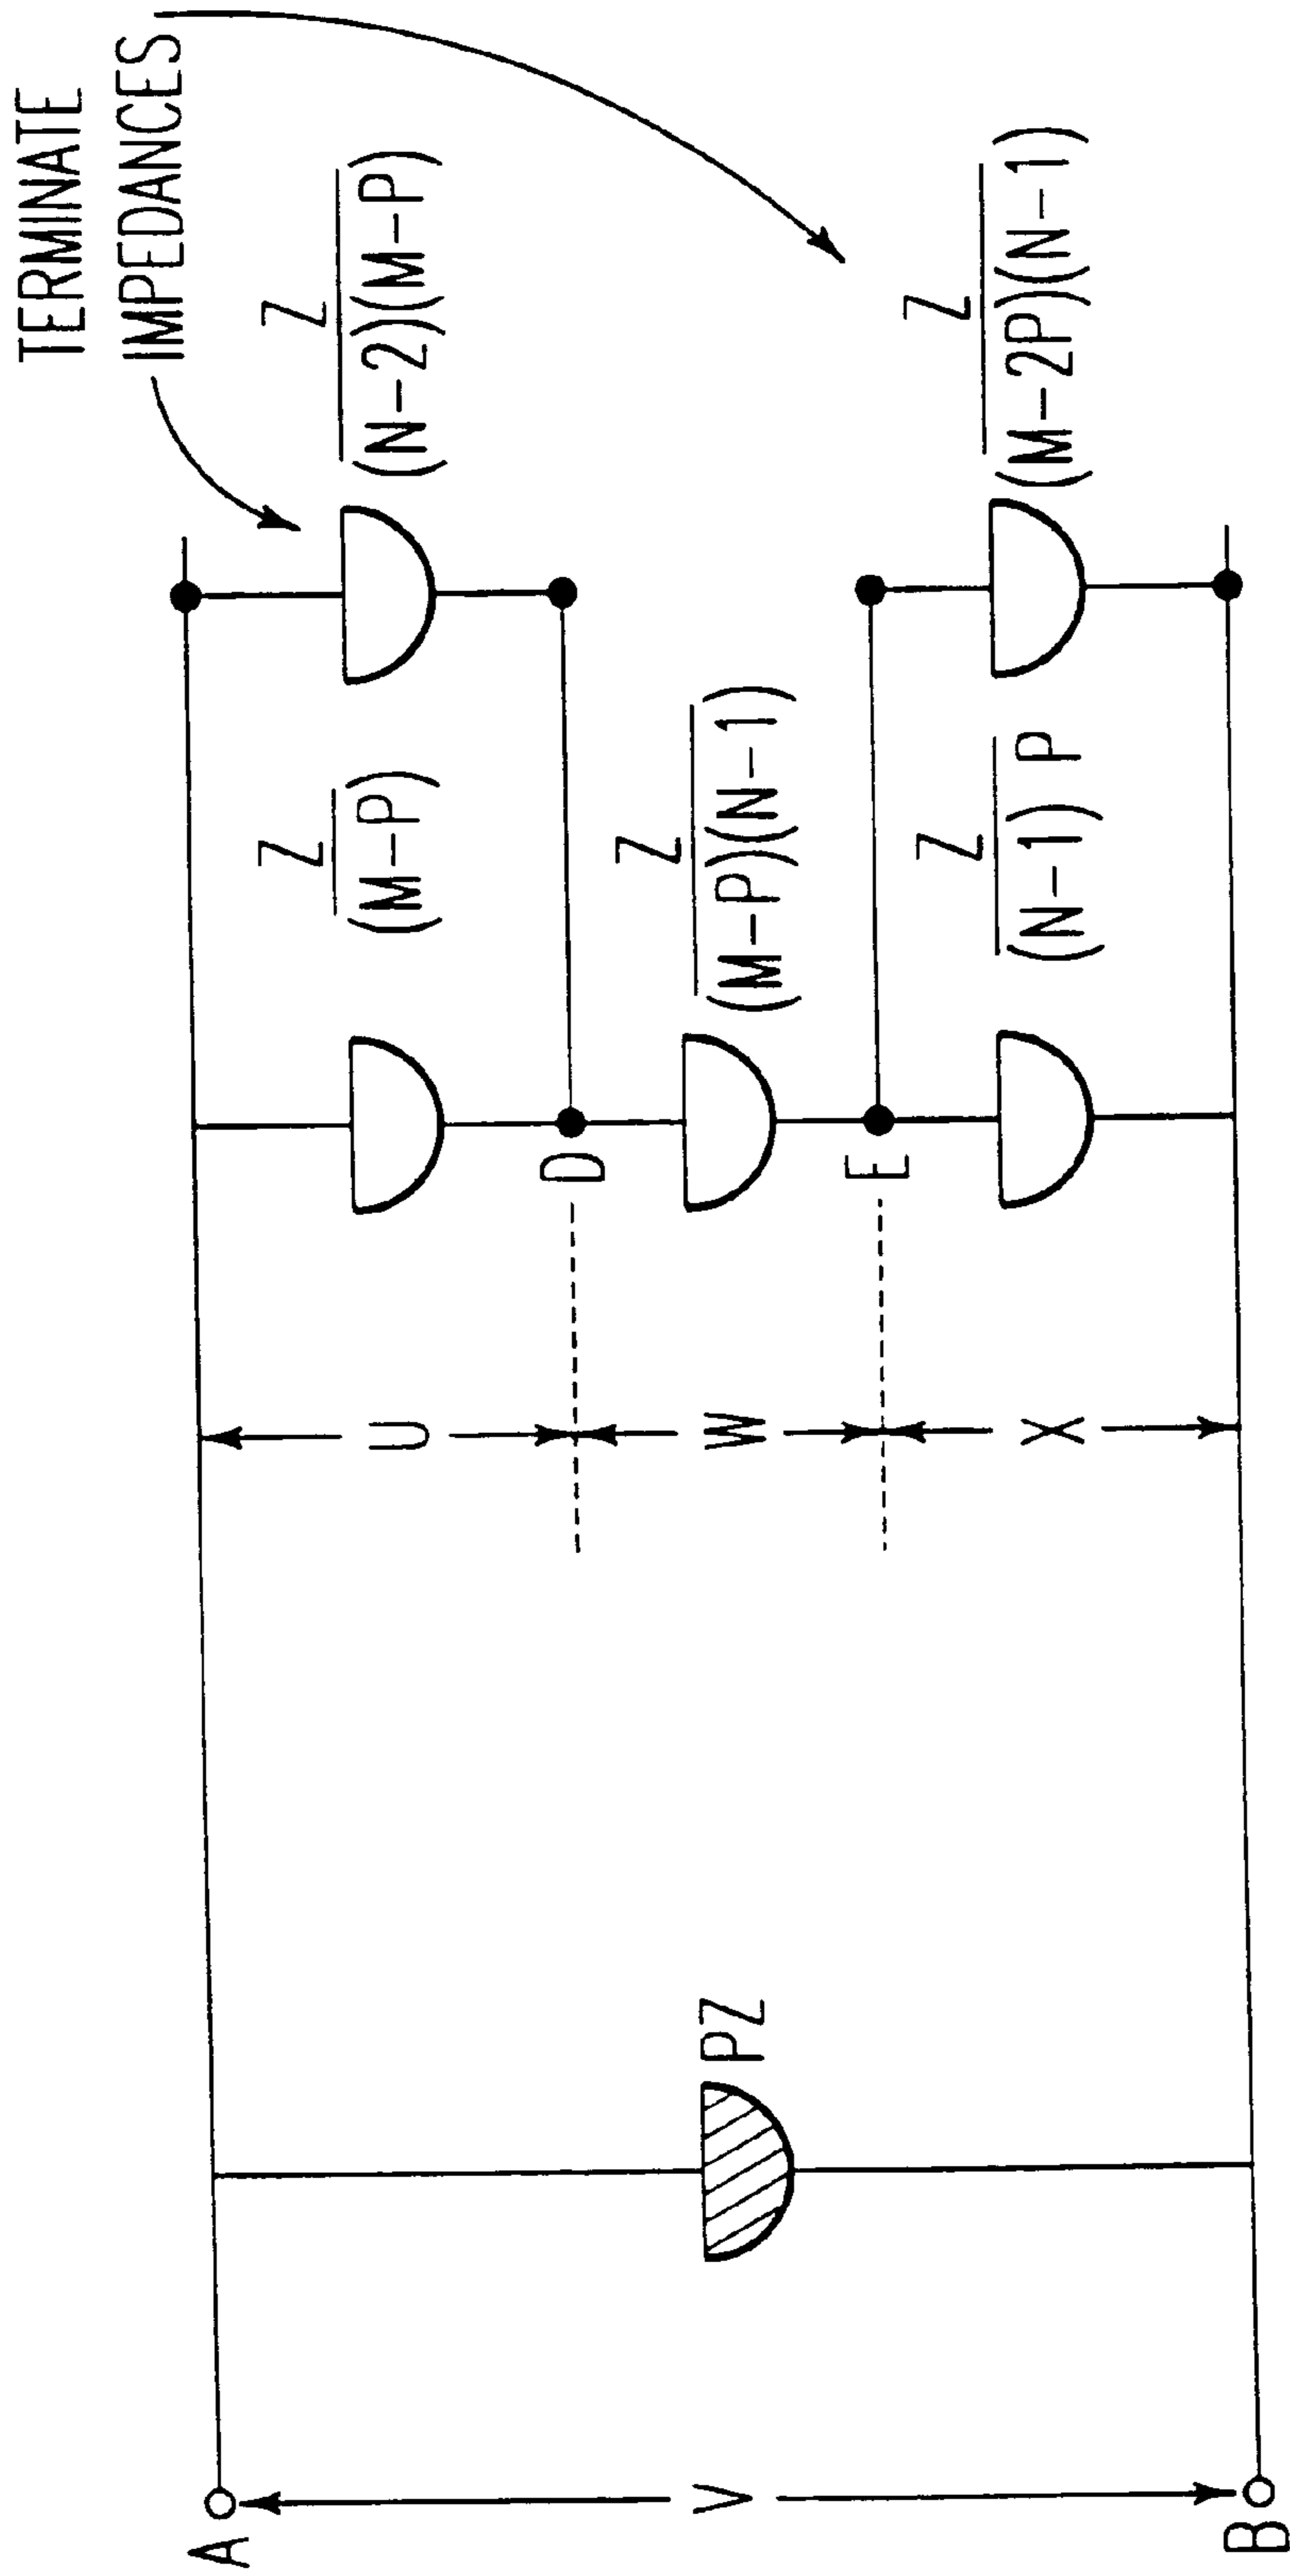 TERMINATE
IMPEDANCES
Z
(M-P)
Z
(N-2)(M-P)
U
D
Z
(M-P)(N-1)
W
E
Z
(N-1) P
Z
(M-2P)(N-1)
X
PZ
A
V
B